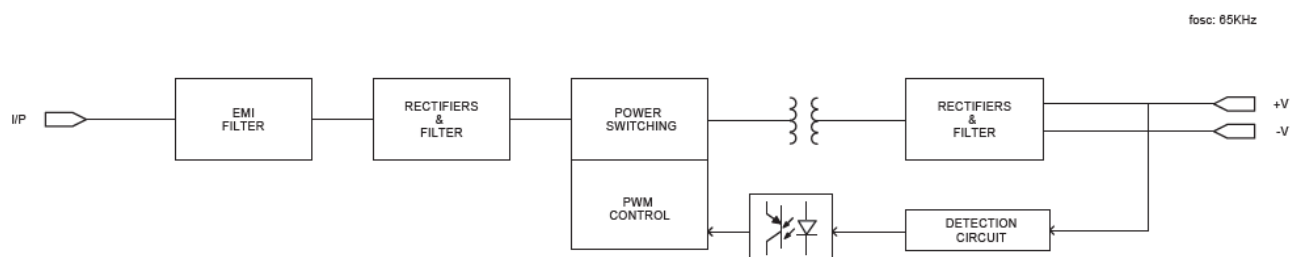 fosc: 65KHz
I/P
EMI
FILTER
RECTIFIERS
&
FILTER
POWER
SWITCHING
RECTIFIERS
&
FILTER
+V
-V
PWM
CONTROL
DETECTION
CIRCUIT